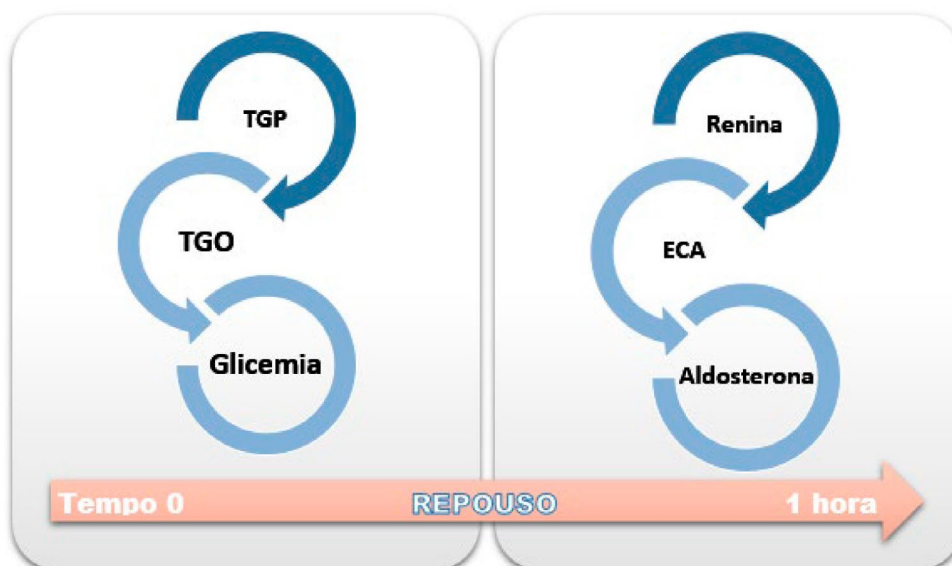 TGP
TGO
Glicemia
Renina
ECA
Aldosterona
Tempo 0
REPOUSO
1 hora